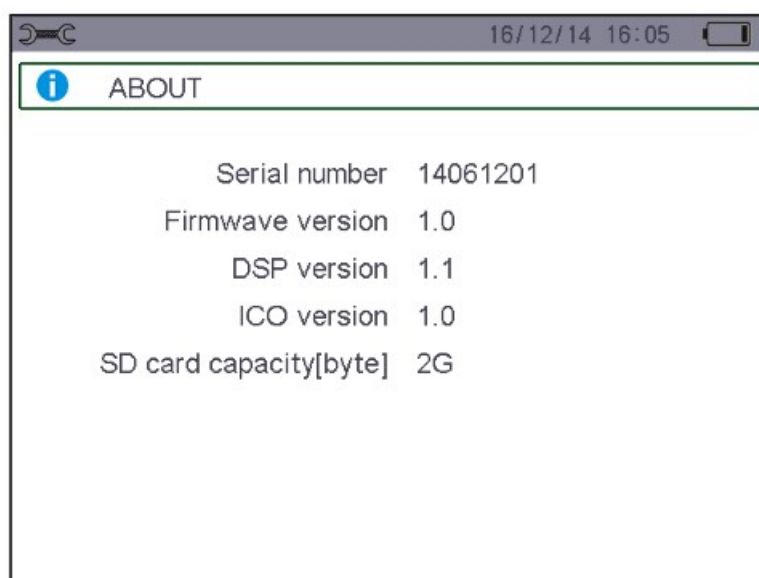 16/12/14 16:05
ABOUT
Serial number 14061201
Firmwave version 1.0
DSP version 1.1
ICO version 1.0
SD card capacity[byte] 2G